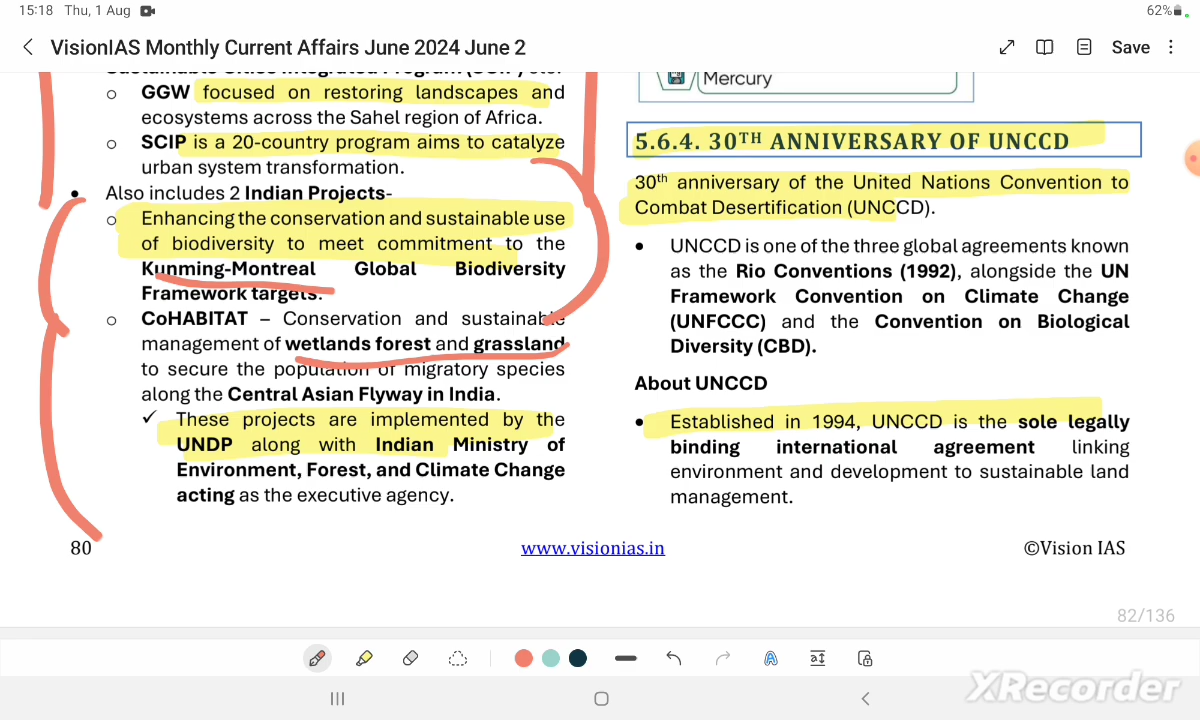 15:18 Thu, 1 Aug
62%
VisionIAS Monthly Current Affairs June 2024 June 2
Save
GGW focused on restoring landscapes and
ecosystems across the Sahel region of Africa.
SCIP is a 20-country program aims to catalyze
urban system transformation.
Also includes 2 Indian Projects-
Enhancing the conservation and sustainable use
of biodiversity to meet commitment to the
Kunming-Montreal Global Biodiversity
Framework targets.
CoHABITAT – Conservation and sustainable
management of wetlands forest and grassland
to secure the population of migratory species
along the Central Asian Flyway in India.
✓ These projects are implemented by the
UNDP along with Indian Ministry of
Environment, Forest, and Climate Change
acting as the executive agency.
Mercury
5.6.4. 30TH ANNIVERSARY OF UNCCD
30th anniversary of the United Nations Convention to
Combat Desertification (UNCCD).
UNCCD is one of the three global agreements known
as the Rio Conventions (1992), alongside the UN
Framework Convention on Climate Change
(UNFCCC) and the Convention on Biological
Diversity (CBD).
About UNCCD
Established in 1994, UNCCD is the sole legally
binding international agreement linking
environment and development to sustainable land
management.
80
www.visionias.in
©Vision IAS
82/136
XRecorder